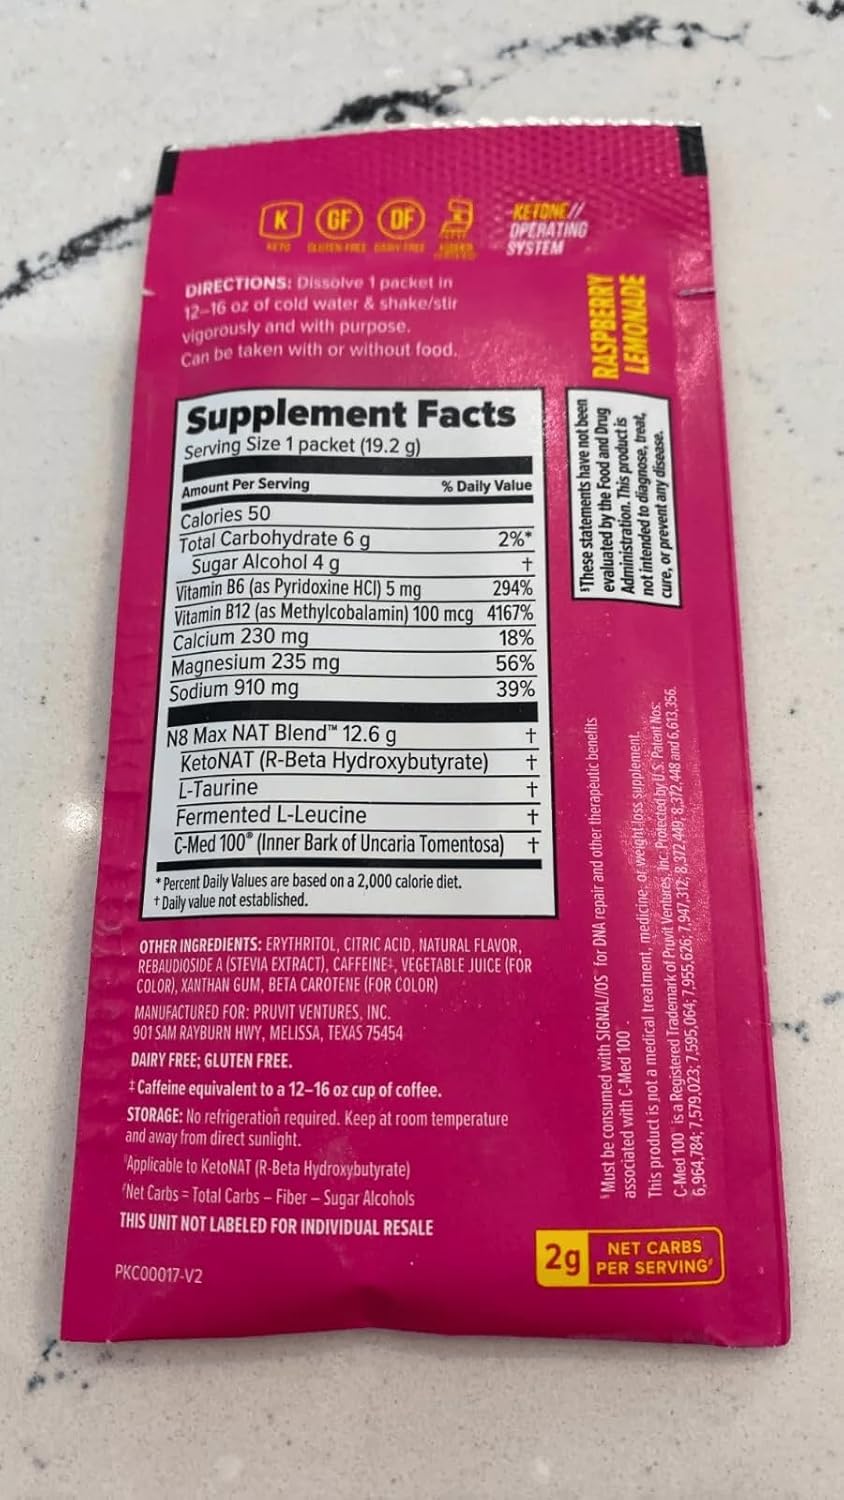 K
GF
DF
KETO
GLUTEN FREE
DAIRY FREE
KETONE//
OPERATING
SYSTEM
DIRECTIONS: Dissolve 1 packet in
12–16 oz of cold water & shake/stir
vigorously and with purpose.
Can be taken with or without food.
RASPBERRY
LEMONADE
Supplement Facts
Serving Size 1 packet (19.2 g)
Amount Per Serving % Daily Value
Calories 50
Total Carbohydrate 6 g 2%*
Sugar Alcohol 4 g †
Vitamin B6 (as Pyridoxine HCl) 5 mg 294%
Vitamin B12 (as Methylcobalamin) 100 mcg 4167%
Calcium 230 mg 18%
Magnesium 235 mg 56%
Sodium 910 mg 39%
N8 Max NAT Blend™ 12.6 g †
KetoNAT (R-Beta Hydroxybutyrate) †
L-Taurine †
Fermented L-Leucine †
C-Med 100® (Inner Bark of Uncaria Tomentosa) †
* Percent Daily Values are based on a 2,000 calorie diet.
† Daily value not established.
§These statements have not been
evaluated by the Food and Drug
Administration. This product is
not intended to diagnose, treat,
cure, or prevent any disease.
OTHER INGREDIENTS: ERYTHRITOL, CITRIC ACID, NATURAL FLAVOR,
REBAUDIOSIDE A (STEVIA EXTRACT), CAFFEINE‡, VEGETABLE JUICE (FOR
COLOR), XANTHAN GUM, BETA CAROTENE (FOR COLOR)
MANUFACTURED FOR: PRUVIT VENTURES, INC.
901 SAM RAYBURN HWY, MELISSA, TEXAS 75454
DAIRY FREE; GLUTEN FREE.
‡ Caffeine equivalent to a 12–16 oz cup of coffee.
STORAGE: No refrigeration required. Keep at room temperature
and away from direct sunlight.
Applicable to KetoNAT (R-Beta Hydroxybutyrate)
Net Carbs = Total Carbs – Fiber – Sugar Alcohols
THIS UNIT NOT LABELED FOR INDIVIDUAL RESALE
PKC00017-V2
Must be consumed with SIGNAL//OS for DNA repair and other therapeutic benefits
associated with C-Med 100.
This product is not a medical treatment, medicine, or weight loss supplement.
C-Med 100 is a Registered Trademark of Pruvit Ventures, Inc. Protected by U.S. Patent Nos:
6,964,784; 7,579,023; 7,595,064; 7,955,626; 7,947,312; 8,372,449; 8,372,448 and 6,613,356.
2g
NET CARBS
PER SERVING